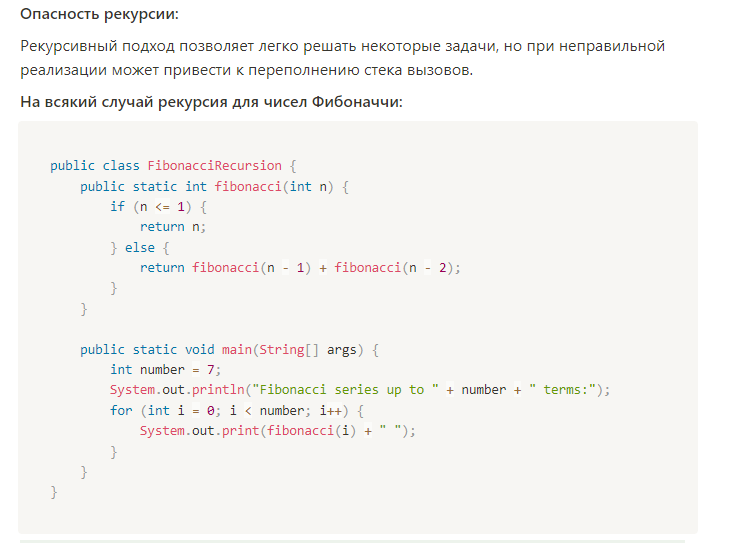 Опасность рекурсии:
Рекурсивный подход позволяет легко решать некоторые задачи, но при неправильной
реализации может привести к переполнению стека вызовов.
На всякий случай рекурсия для чисел Фибоначчи:
public class FibonacciRecursion {
    public static int fibonacci(int n) {
        if (n <= 1) {
            return n;
        } else {
            return fibonacci(n - 1) + fibonacci(n - 2);
        }
    }
    public static void main(String[] args) {
        int number = 7;
        System.out.println("Fibonacci series up to " + number + " terms:");
        for (int i = 0; i < number; i++) {
            System.out.print(fibonacci(i) + " ");
        }
    }
}